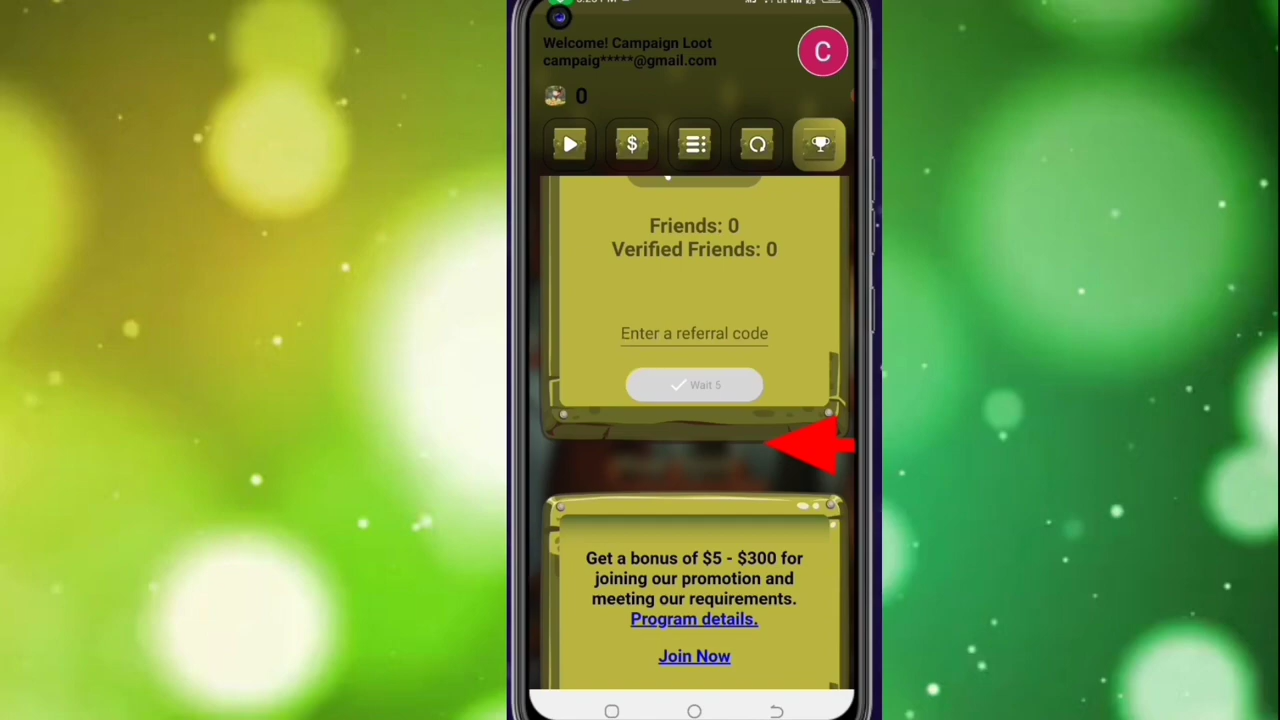 Welcome! Campaign Loot
campaig*****@gmail.com
C
0
$
Friends: 0
Verified Friends: 0
Enter a referral code
Wait 5
Get a bonus of $5 - $300 for
joining our promotion and
meeting our requirements.
Program details.
Join Now